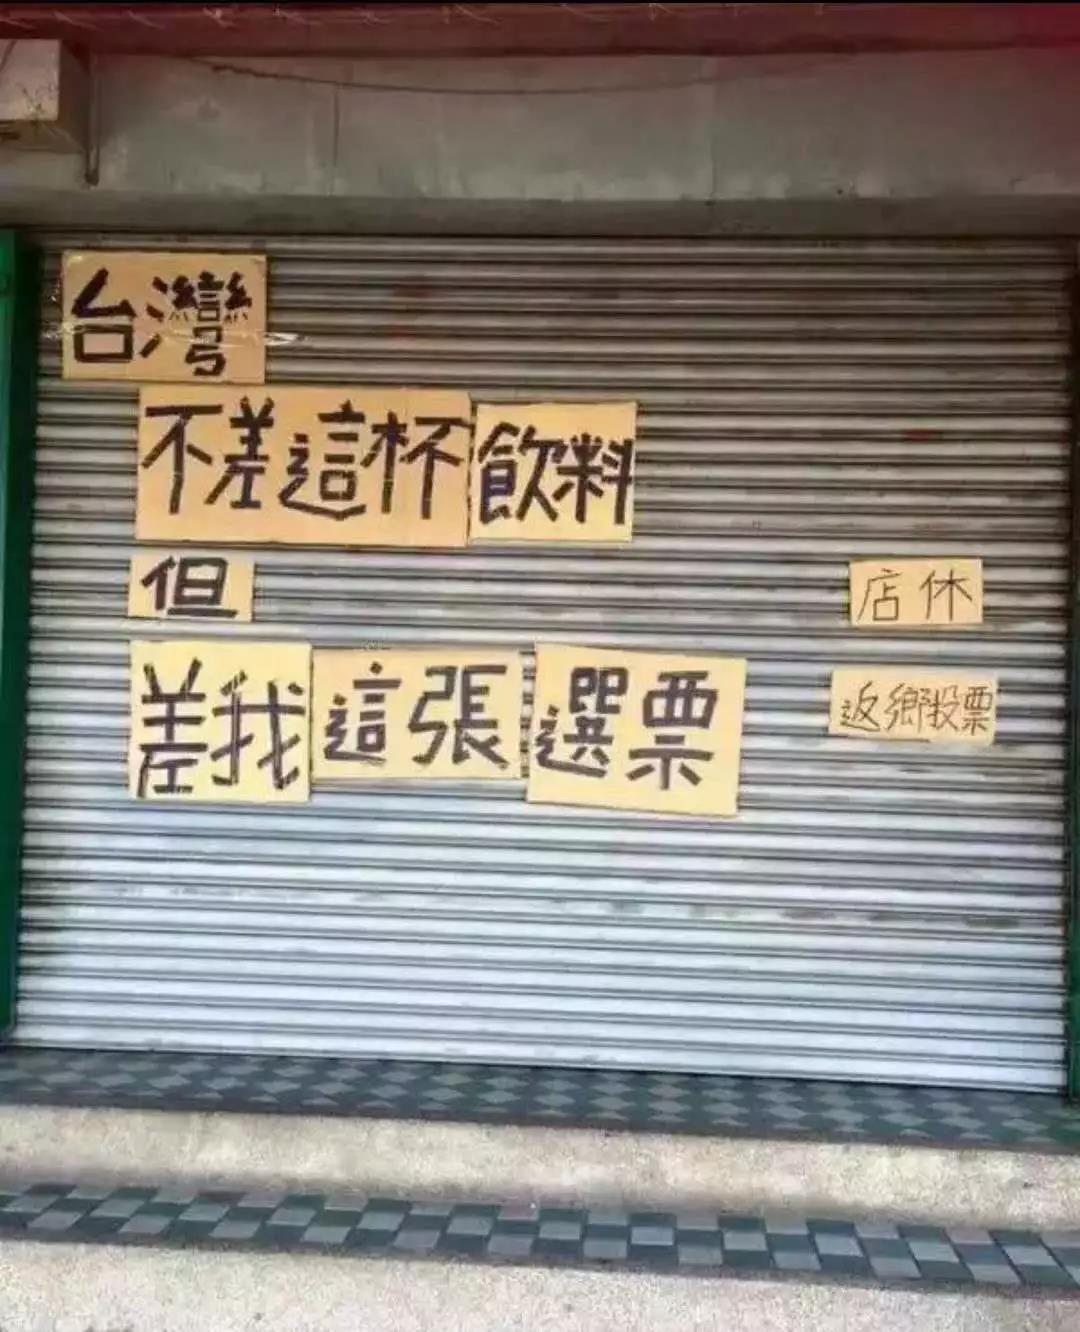 台灣
不差這杯飲料
但
差我這張選票
店休
返鄉投票